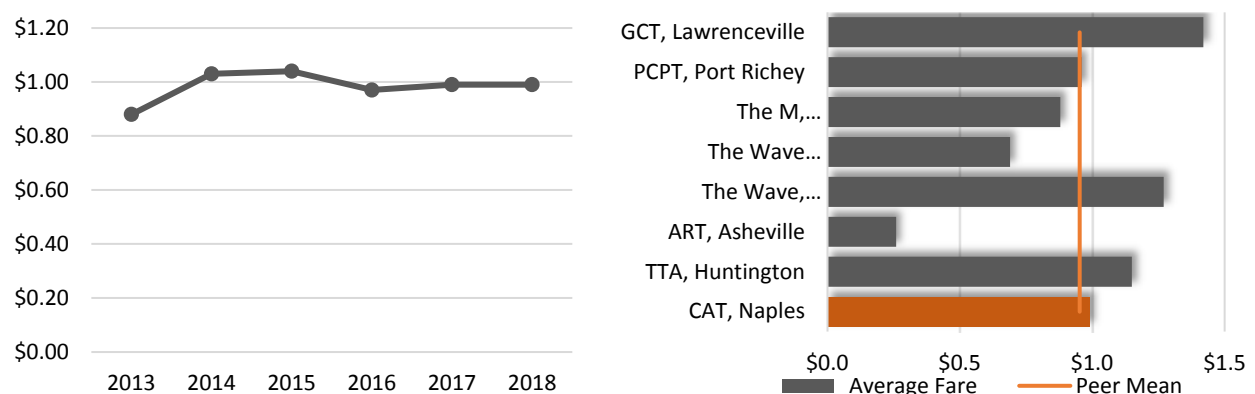 $1.20
$1.00
$0.80
$0.60
$0.40
$0.20
$0.00
2013 2014 2015 2016 2017 2018
GCT, Lawrenceville
PCPT, Port Richey
The M,...
The Wave...
The Wave,...
ART, Asheville
TTA, Huntington
CAT, Naples
$0.0 $0.5 $1.0 $1.5
Average Fare Peer Mean